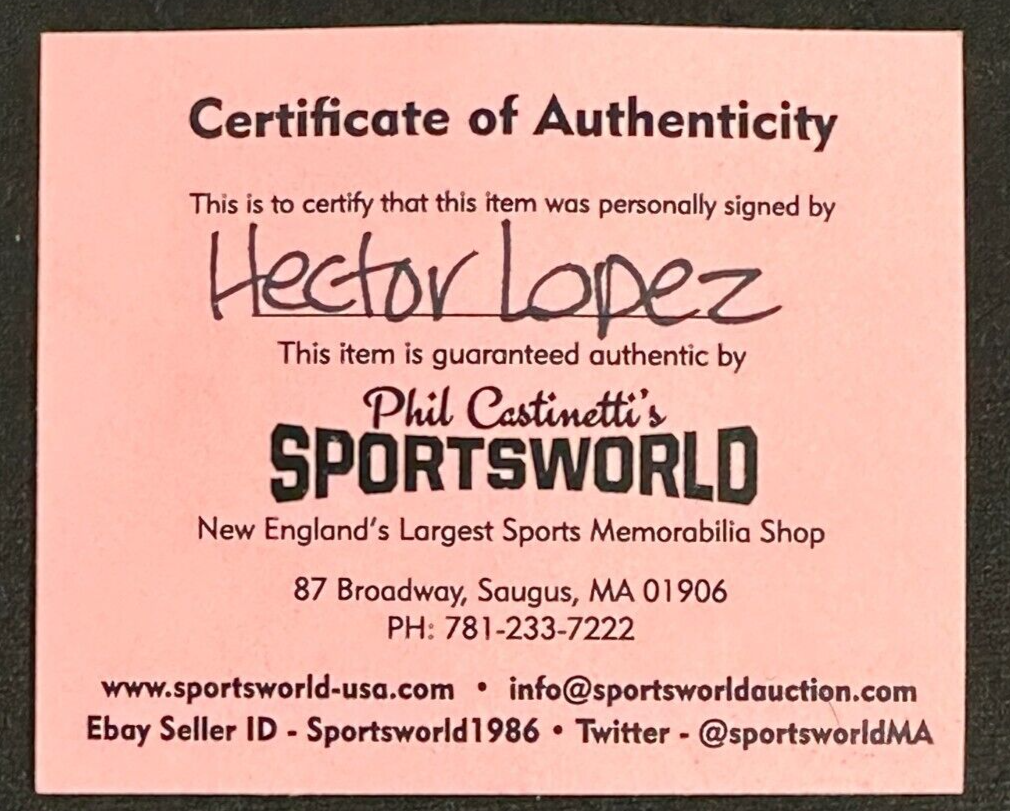 Certificate of Authenticity
This is to certify that this item was personally signed by
Hector Lopez
This item is guaranteed authentic by
Phil Castinetti's
SPORTSWORLD
New England's Largest Sports Memorabilia Shop
87 Broadway, Saugus, MA 01906
PH: 781-233-7222
www.sportsworld-usa.com • info@sportsworldauction.com
Ebay Seller ID - Sportsworld1986 • Twitter - @sportsworldMA